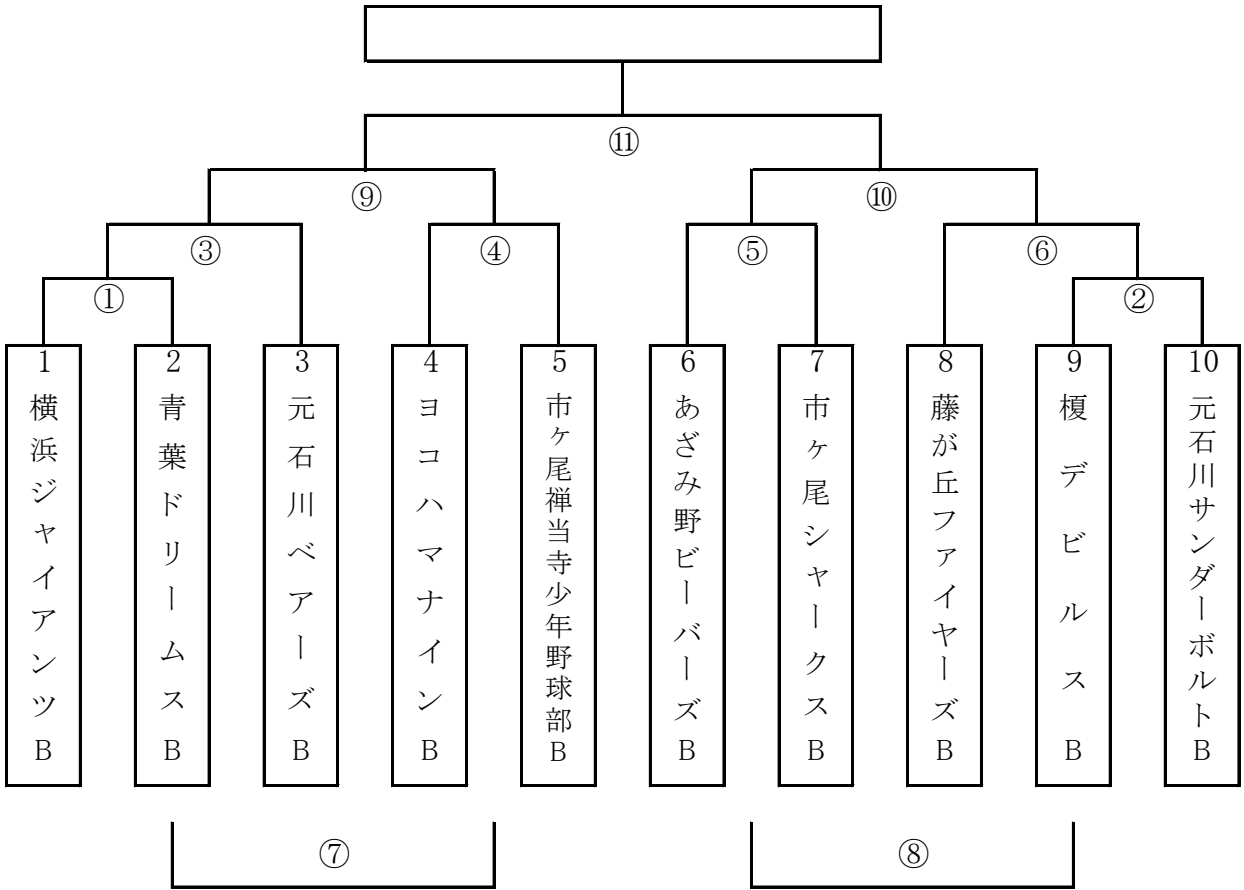 ⑪
⑨
⑩
③
④
⑤
⑥
①
②
1
横浜ジャイアンツB
2
青葉ドリームスB
3
元石川ベアーズB
4
ヨコハマナインB
5
市ヶ尾禅当寺少年野球部B
6
あざみ野ビーバーズB
7
市ヶ尾シャークスB
8
藤が丘ファイヤーズB
9
榎デビルスB
10
元石川サンダーボルトB
⑦
⑧